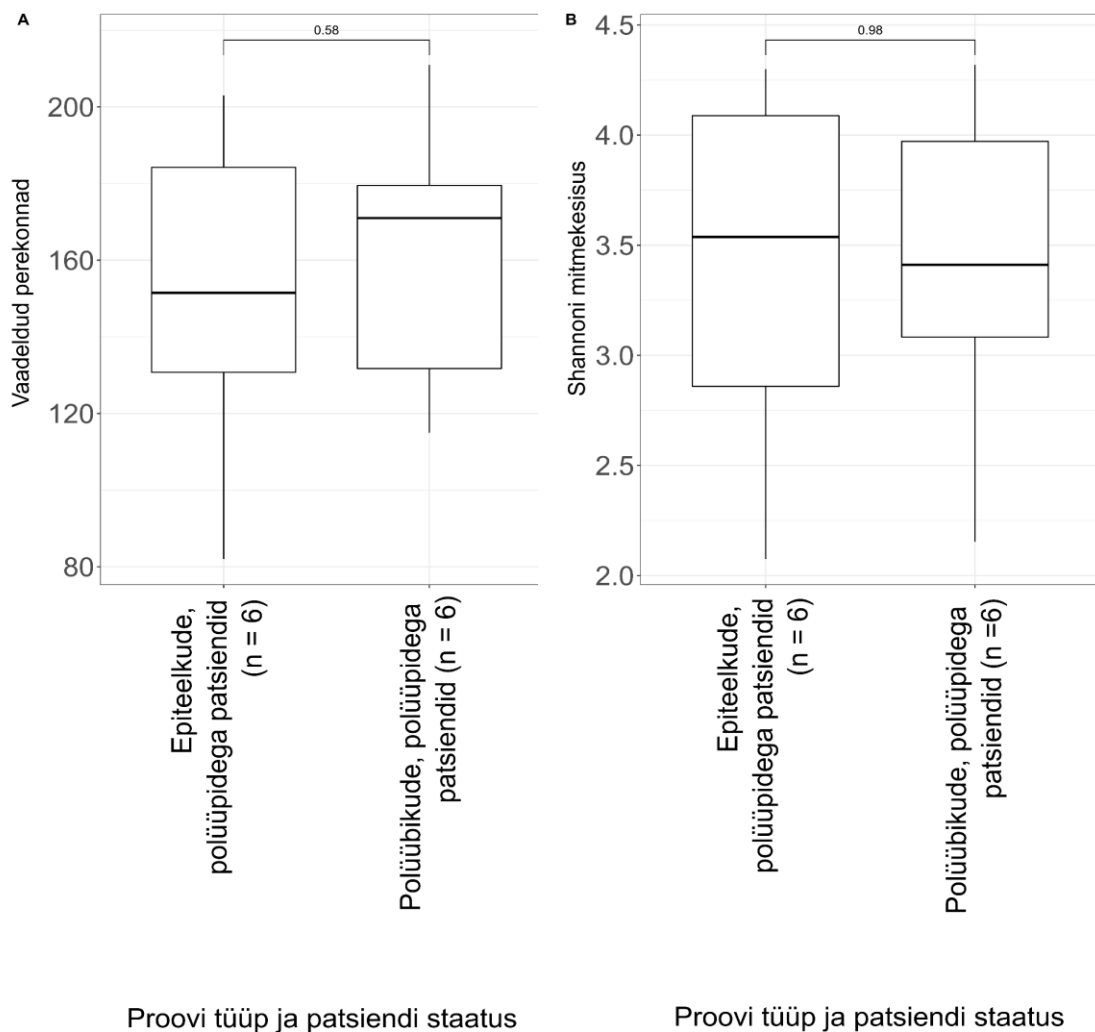 A
0.58
Vaadeldud perekonnad
200
160
120
80
Epiteelkude,
polüüpidega patsiendid
(n = 6)
Polüübikude, polüüpidega
patsiendid (n = 6)
Proovi tüüp ja patsiendi staatus
B
0.98
Shannoni mitmekesisus
4.5
4.0
3.5
3.0
2.5
2.0
Epiteelkude,
polüüpidega patsiendid
(n = 6)
Polüübikude, polüüpidega
patsiendid (n =6)
Proovi tüüp ja patsiendi staatus